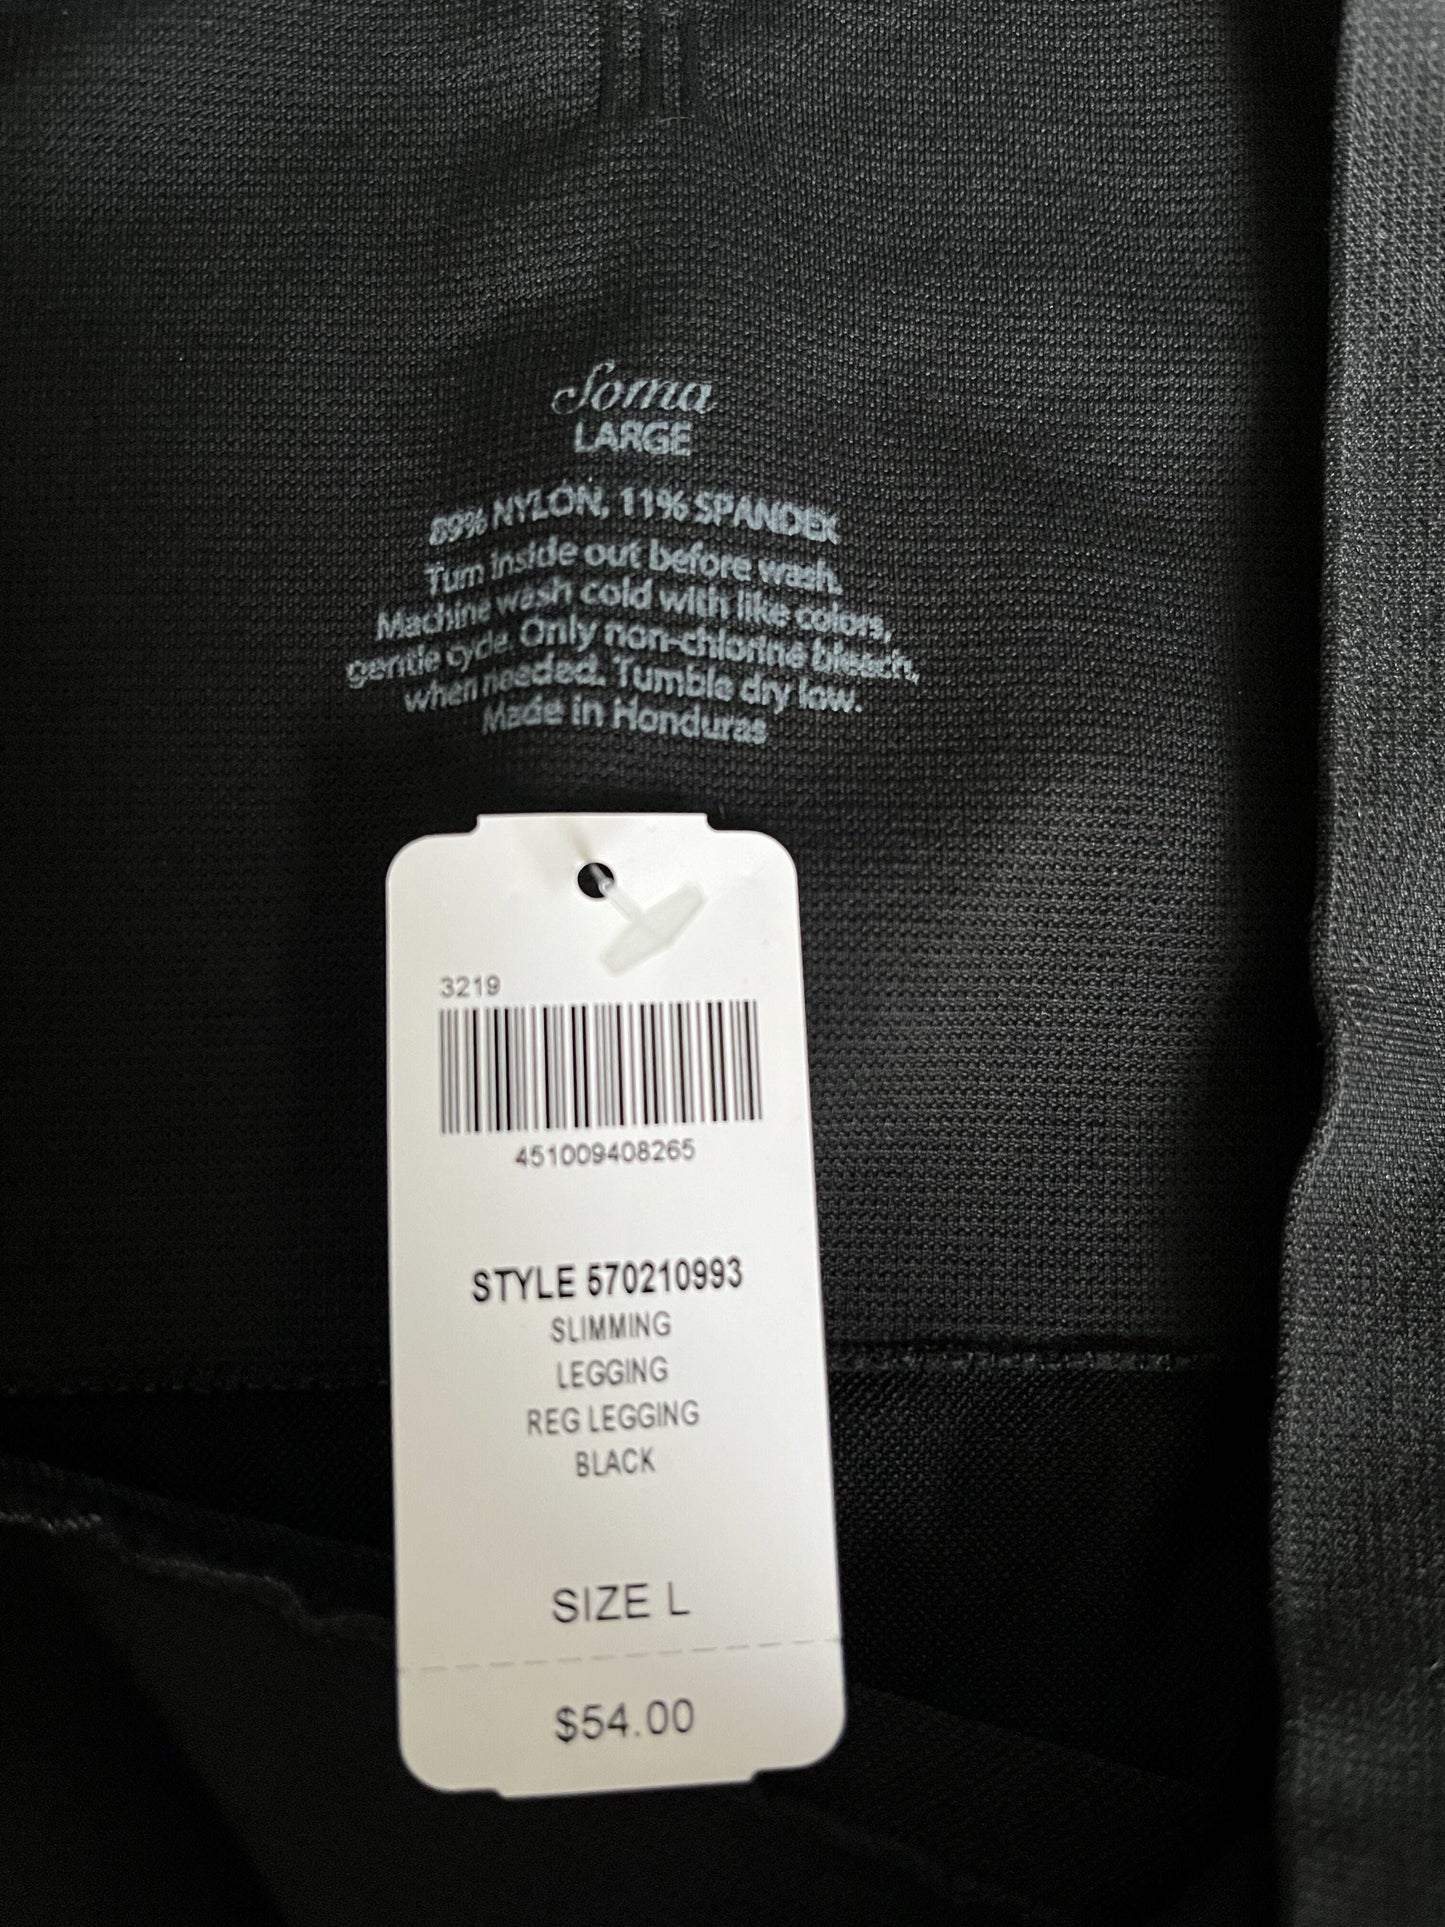 Soma
LARGE
89% NYLON, 11% SPANDEX
Turn inside out before wash.
Machine wash cold with like colors,
gentle cycle. Only non-chlorine bleach,
when needed. Tumble dry low.
Made in Honduras
3219
451009408265
STYLE 570210993
SLIMMING
LEGGING
REG LEGGING
BLACK
SIZE L
$54.00